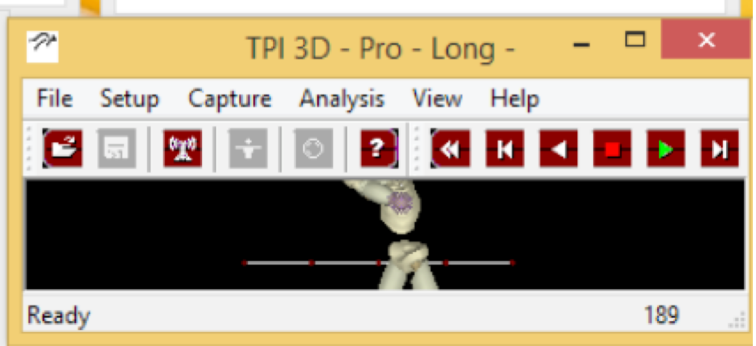 TPI 3D - Pro - Long -
File Setup Capture Analysis View Help
?
Ready 189